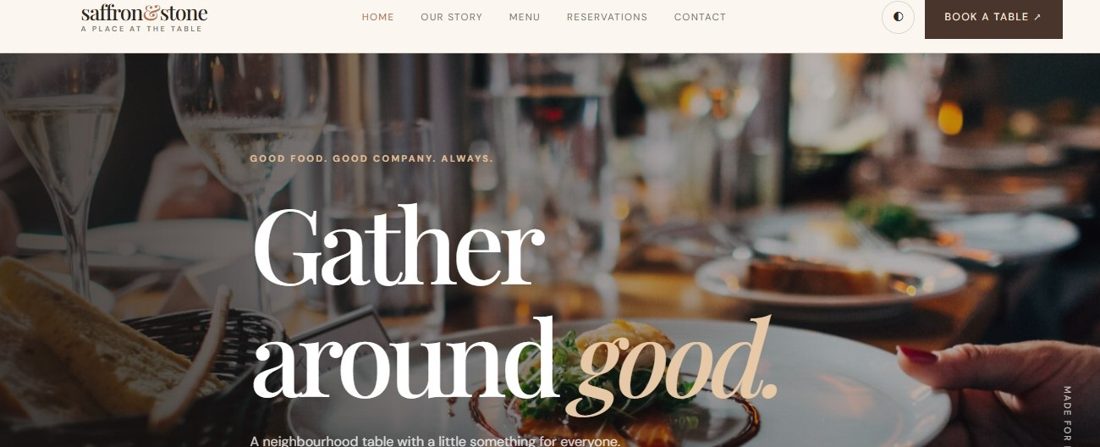 saffron&stone
A PLACE AT THE TABLE
HOME
OUR STORY
MENU
RESERVATIONS
CONTACT
BOOK A TABLE ↗
GOOD FOOD. GOOD COMPANY. ALWAYS.
Gather
around good.
A neighbourhood table with a little something for everyone.
MADE FOR